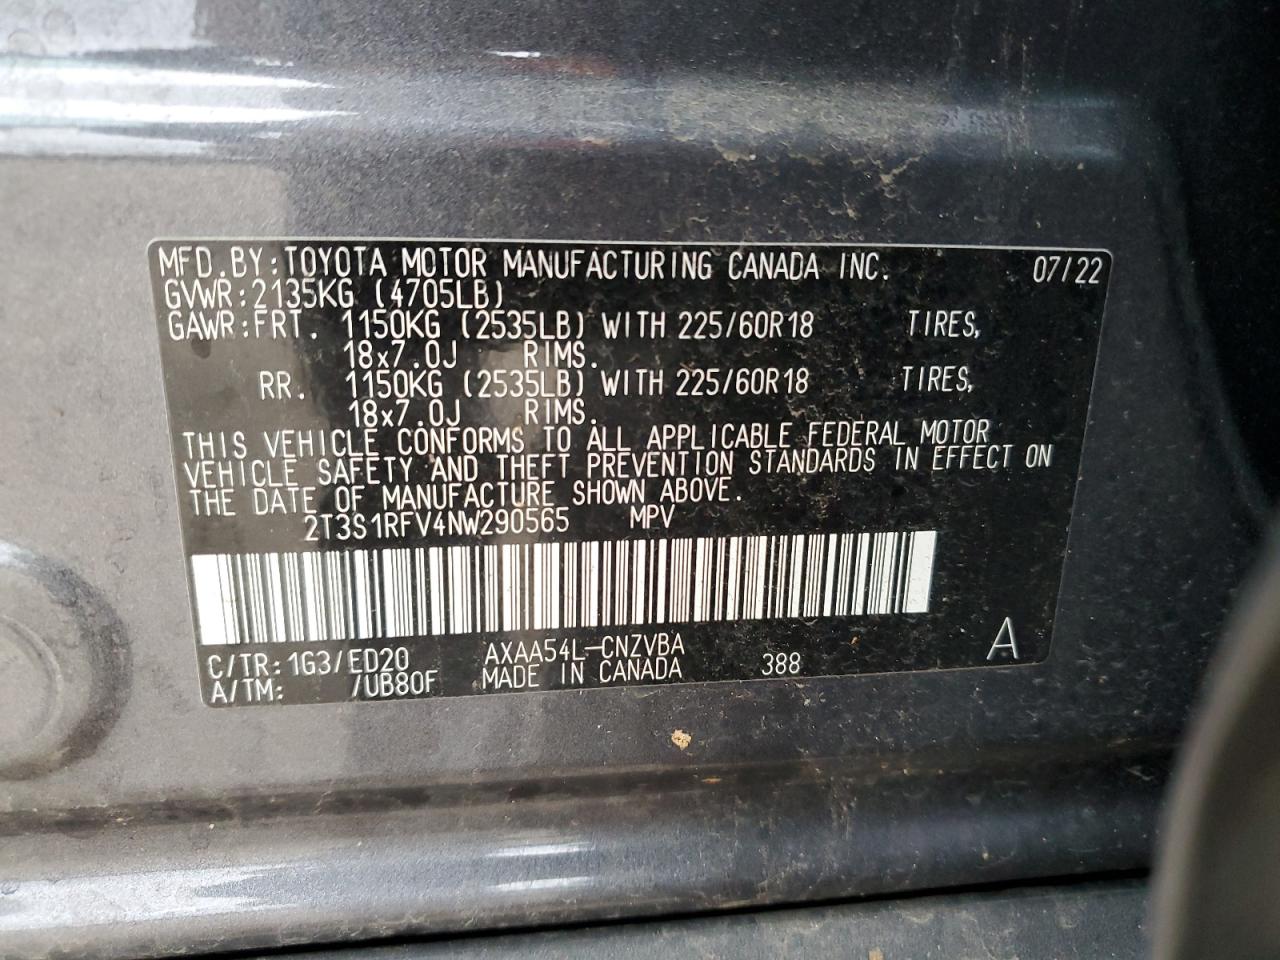 MFD.BY:TOYOTA MOTOR MANUFACTURING CANADA INC. 07/22
GVWR:2135KG (4705LB)
GAWR:FRT. 1150KG (2535LB) WITH 225/60R18 TIRES,
18x7.0J RIMS.
RR. 1150KG (2535LB) WITH 225/60R18 TIRES,
18x7.0J RIMS.
THIS VEHICLE CONFORMS TO ALL APPLICABLE FEDERAL MOTOR
VEHICLE SAFETY AND THEFT PREVENTION STANDARDS IN EFFECT ON
THE DATE OF MANUFACTURE SHOWN ABOVE.
2T3S1RFV4NW290565 MPV
C/TR:1G3/ED20 AXAA54L-CNZVBA
A/TM: /UB80F MADE IN CANADA 388 A